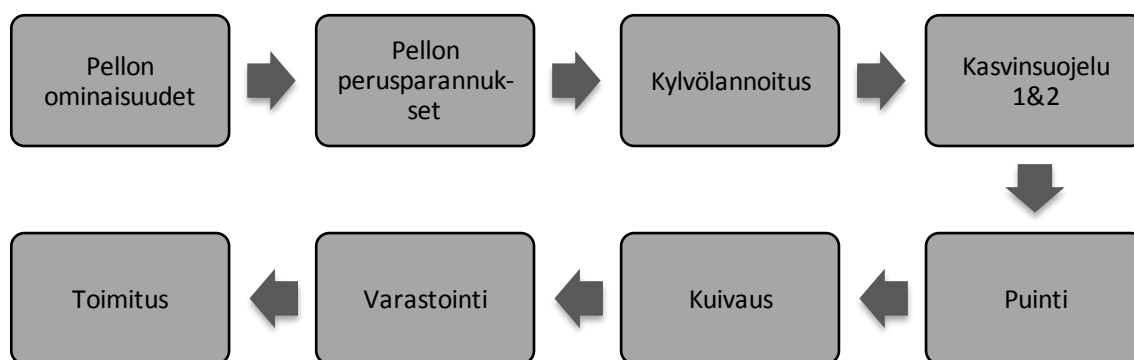 Pellon
ominaisuudet
Pellon
perusparannuk-
set
Kylvölannoitus
Kasvinsuojelu
1&2
Puinti
Kuivaus
Varastointi
Toimitus